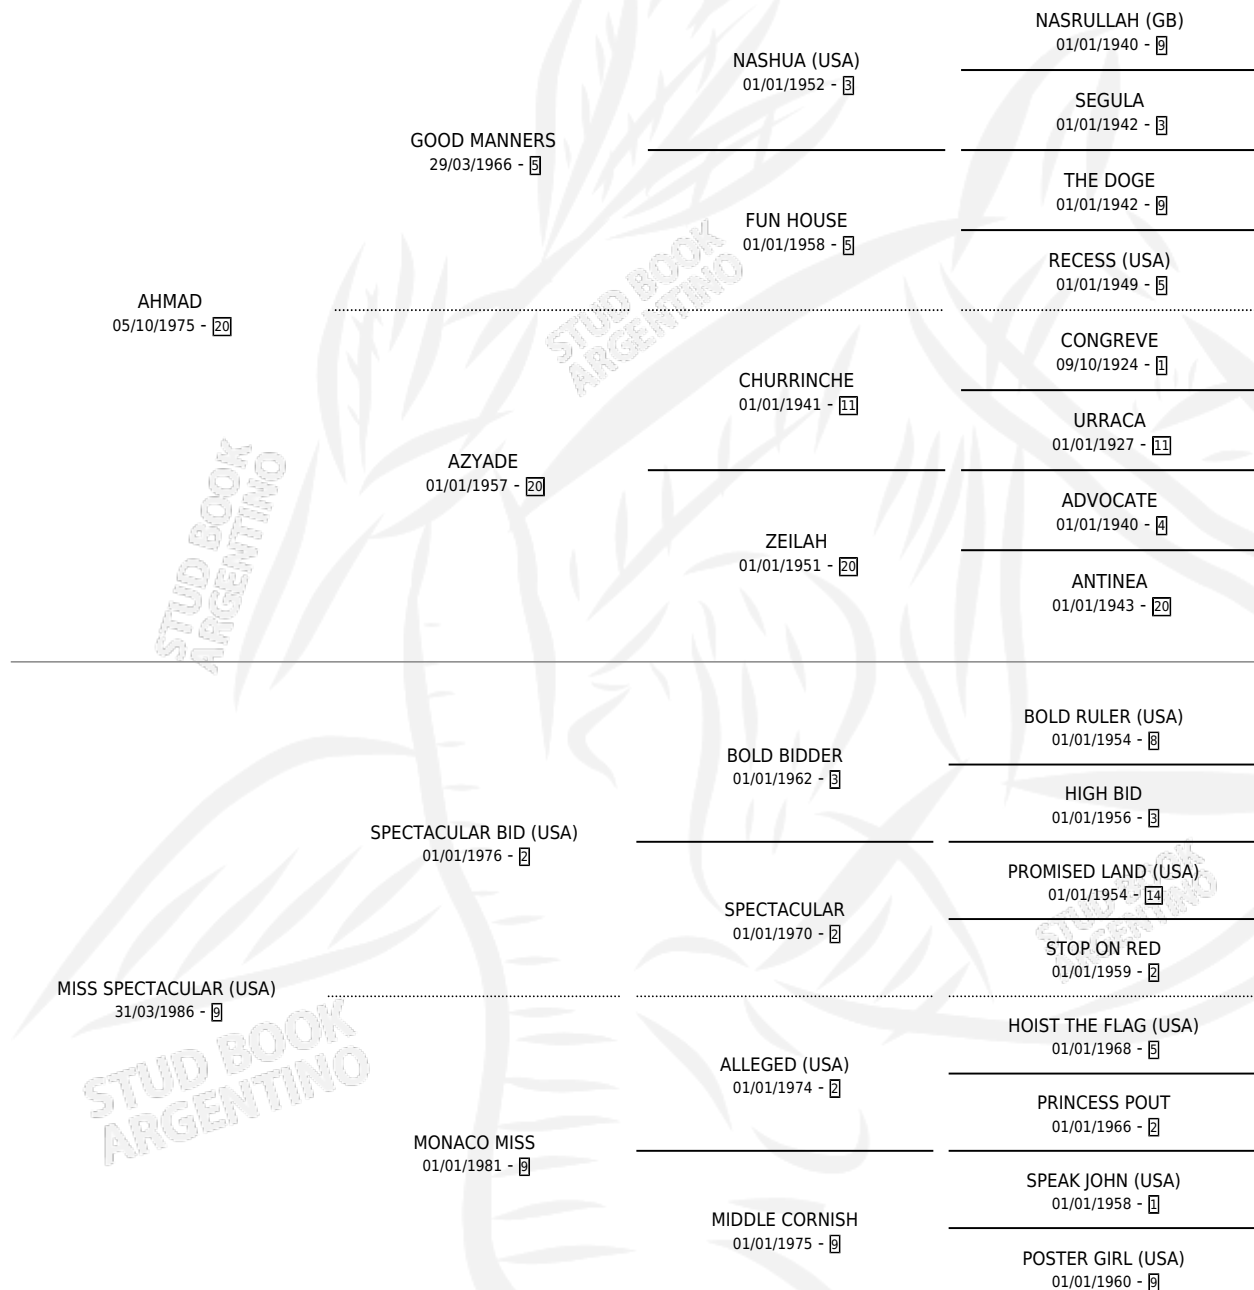 NASRULLAH (GB)
01/01/1940 - 9
NASHUA (USA)
01/01/1952 - 3
SEGULA
01/01/1942 - 3
GOOD MANNERS
29/03/1966 - 5
THE DOGE
01/01/1942 - 9
FUN HOUSE
01/01/1958 - 5
RECESS (USA)
01/01/1949 - 5
AHMAD
05/10/1975 - 20
CONGREVE
09/10/1924 - 1
CHURRINCHE
01/01/1941 - 11
URRACA
01/01/1927 - 11
AZYADE
01/01/1957 - 20
ADVOCATE
01/01/1940 - 4
ZEILAH
01/01/1951 - 20
ANTINEA
01/01/1943 - 20
BOLD RULER (USA)
01/01/1954 - 8
BOLD BIDDER
01/01/1962 - 3
HIGH BID
01/01/1956 - 3
SPECTACULAR BID (USA)
01/01/1976 - 2
PROMISED LAND (USA)
01/01/1954 - 14
SPECTACULAR
01/01/1970 - 2
STOP ON RED
01/01/1959 - 2
MISS SPECTACULAR (USA)
31/03/1986 - 9
HOIST THE FLAG (USA)
01/01/1968 - 5
ALLEGED (USA)
01/01/1974 - 2
PRINCESS POUT
01/01/1966 - 2
MONACO MISS
01/01/1981 - 9
SPEAK JOHN (USA)
01/01/1958 - 1
MIDDLE CORNISH
01/01/1975 - 9
POSTER GIRL (USA)
01/01/1960 - 9
STUD BOOK
ARGENTINO
STUD BOOK
ARGENTINO
STUD BOOK
ARGENTINO
STUD BOOK
ARGENTINO